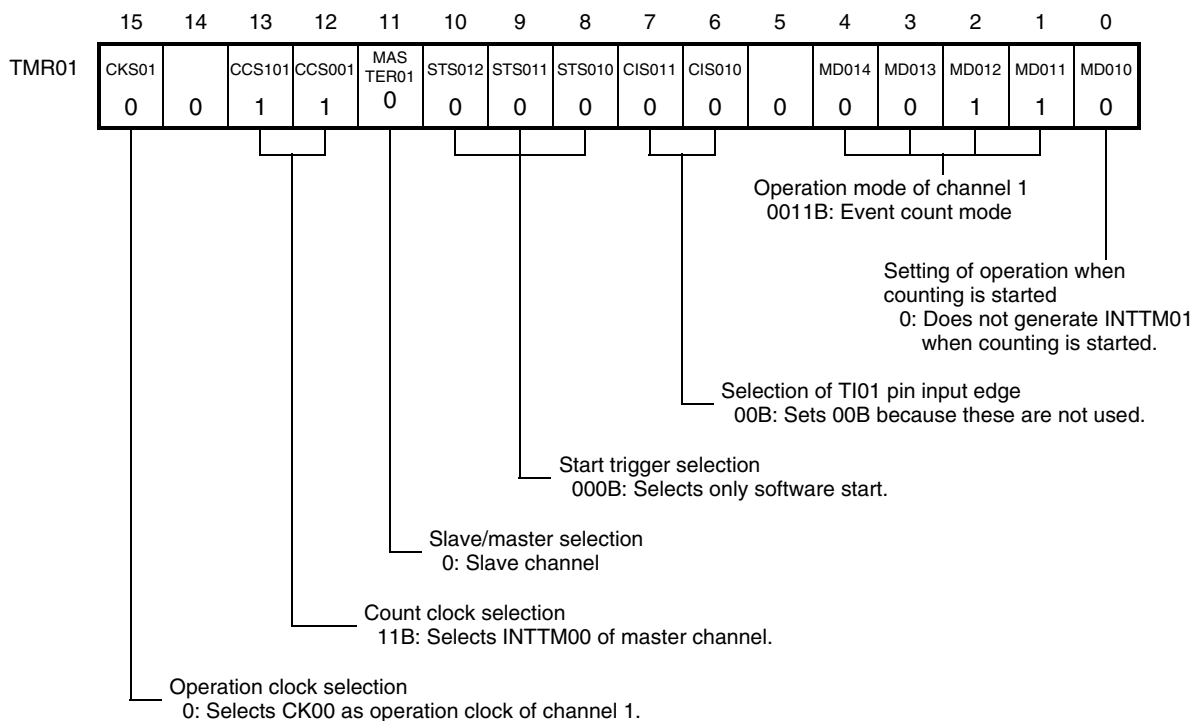 15 14 13 12 11 10 9 8 7 6 5 4 3 2 1 0
TMR01 CKS01 CCS101 CCS001 MAS TER01 STS012 STS011 STS010 CIS011 CIS010 MD014 MD013 MD012 MD011 MD010
0 0 1 1 0 0 0 0 0 0 0 0 0 1 1 0
Operation mode of channel 1
0011B: Event count mode
Setting of operation when
counting is started
0: Does not generate INTTM01
when counting is started.
Selection of TI01 pin input edge
00B: Sets 00B because these are not used.
Start trigger selection
000B: Selects only software start.
Slave/master selection
0: Slave channel
Count clock selection
11B: Selects INTTM00 of master channel.
Operation clock selection
0: Selects CK00 as operation clock of channel 1.